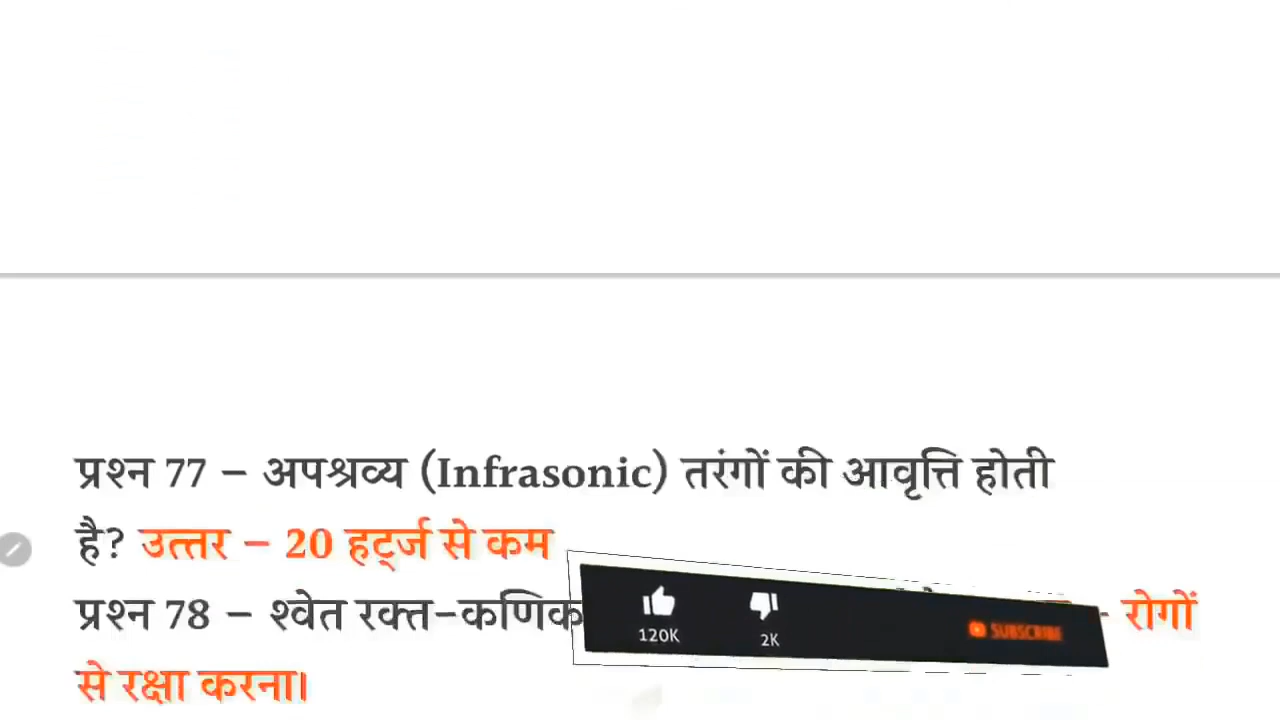 प्रश्न 77 – अपश्रव्य (Infrasonic) तरंगों की आवृत्ति होती
है? उत्तर – 20 हर्ट्ज से कम
प्रश्न 78 – श्वेत रक्त-कणिक – रोगों
120K 2K SUBSCRIBE
से रक्षा करना।